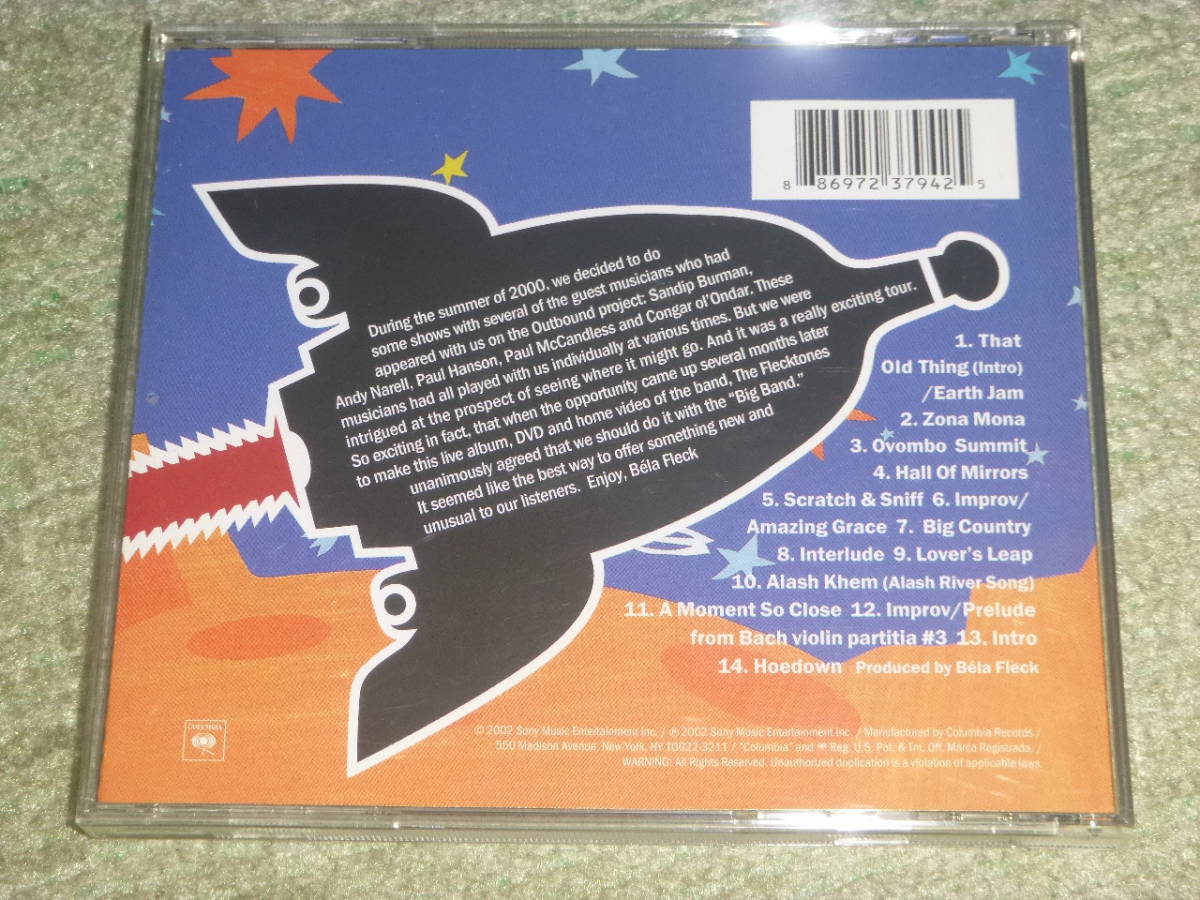 8 86972 37942 5
During the summer of 2000, we decided to do
some shows with several of the guest musicians who had
appeared with us on the Outbound project: Sandip Burman,
Andy Narell, Paul Hanson, Paul McCandless and Congar ol'Ondar. These
musicians had all played with us individually at various times. But we were
intrigued at the prospect of seeing where it might go. And it was a really exciting tour.
So exciting in fact, that when the opportunity came up several months later
to make this live album, DVD and home video of the band, The Flecktones
unanimously agreed that we should do it with the "Big Band."
It seemed like the best way to offer something new and
unusual to our listeners. Enjoy, Béla Fleck
1. That
Old Thing (Intro)
/Earth Jam
2. Zona Mona
3. Ovombo Summit
4. Hall Of Mirrors
5. Scratch & Sniff 6. Improv/
Amazing Grace 7. Big Country
8. Interlude 9. Lover's Leap
10. Alash Khem (Alash River Song)
11. A Moment So Close 12. Improv/Prelude
from Bach violin partitia #3 13. Intro
14. Hoedown Produced by Béla Fleck
COLUMBIA
© 2002 Sony Music Entertainment Inc. / ℗ 2002 Sony Music Entertainment Inc. / Manufactured by Columbia Records /
550 Madison Avenue, New York, NY 10022-3211 / "Columbia" and Reg. U.S. Pat. & Tm. Off. Marca Registrada. /
WARNING: All Rights Reserved. Unauthorized duplication is a violation of applicable laws.